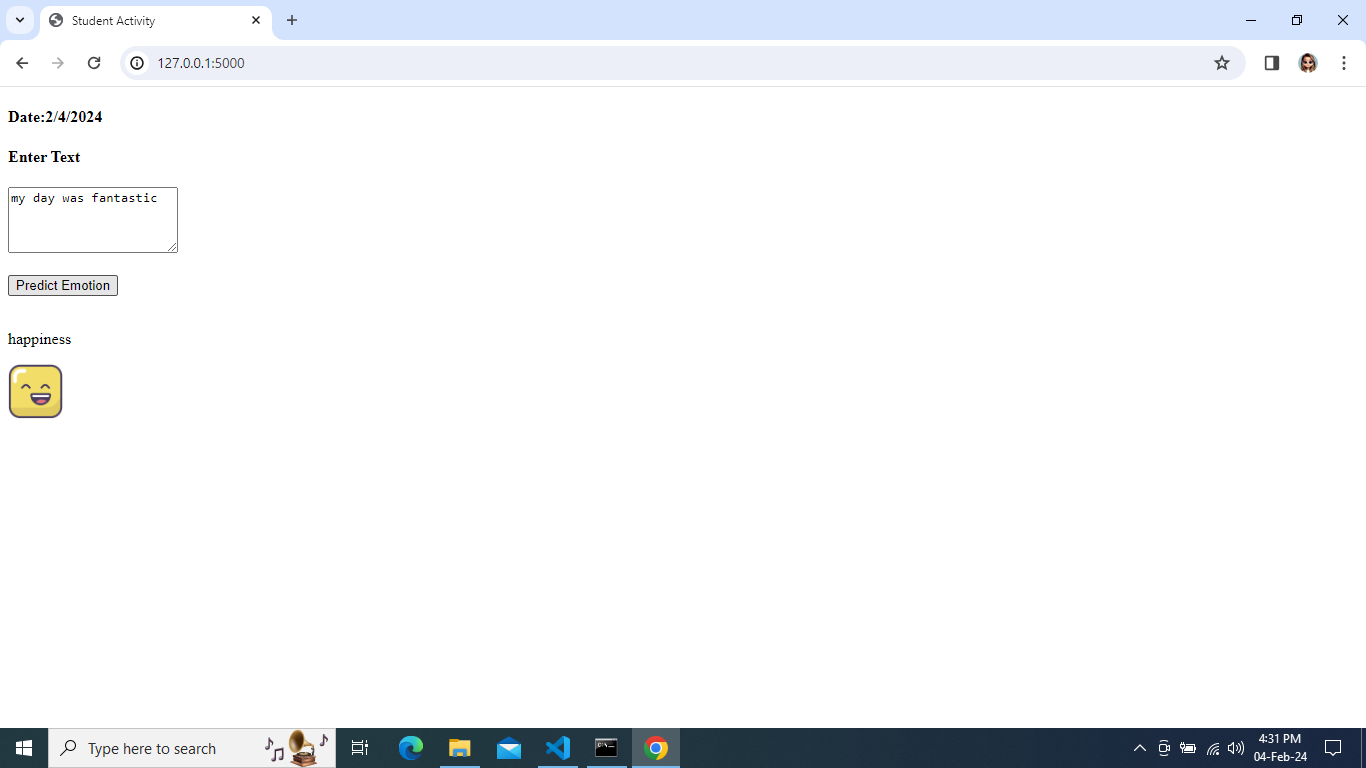 Student Activity
127.0.0.1:5000
Date:2/4/2024
Enter Text
my day was fantastic
Predict Emotion
happiness
Type here to search
4:31 PM
04-Feb-24